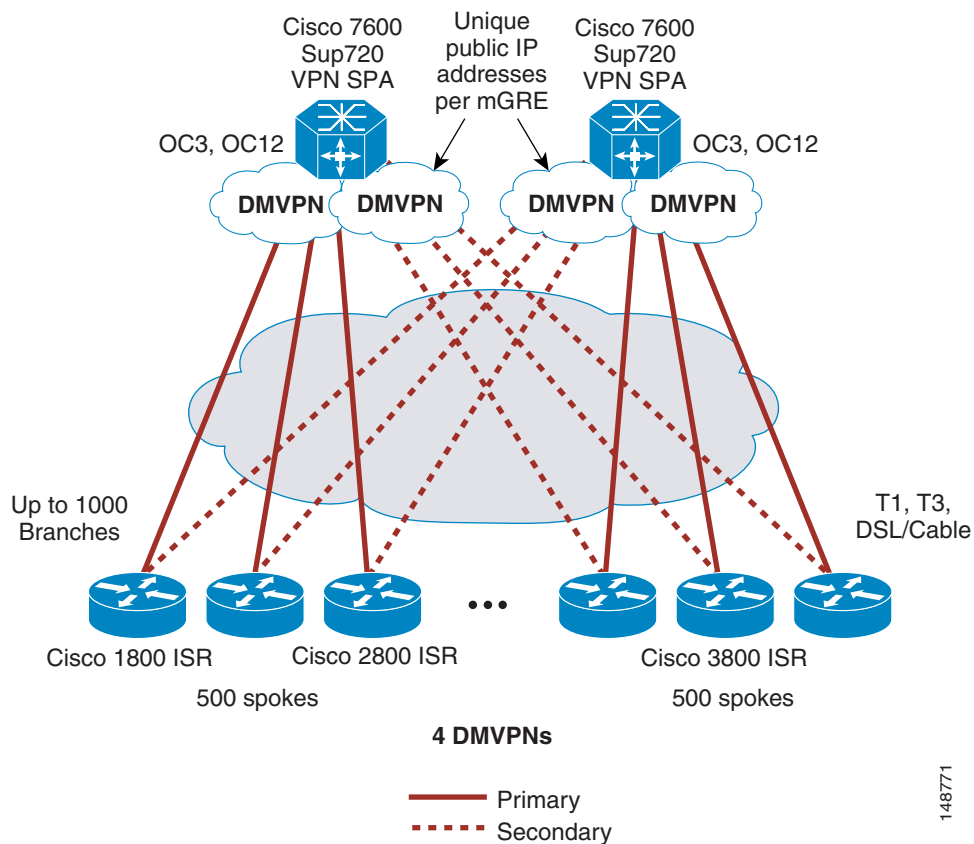 Cisco 7600
Sup720
VPN SPA
Unique
public IP
addresses
per mGRE
Cisco 7600
Sup720
VPN SPA
OC3, OC12
OC3, OC12
DMVPN
DMVPN
DMVPN
DMVPN
Up to 1000
Branches
T1, T3,
DSL/Cable
Cisco 1800 ISR
Cisco 2800 ISR
Cisco 3800 ISR
500 spokes
500 spokes
4 DMVPNs
Primary
Secondary
148771